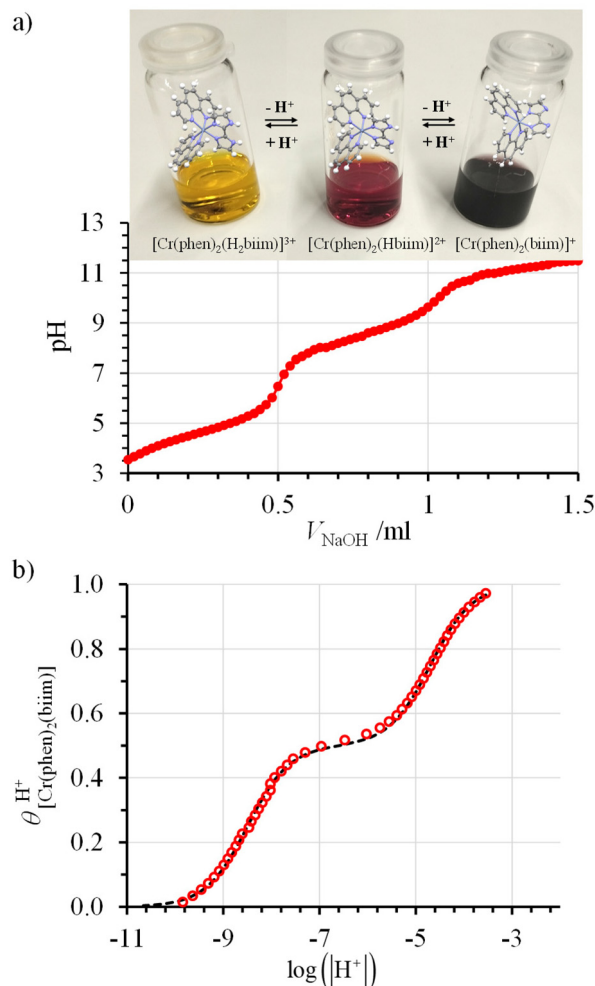 a)
- H⁺
+ H⁺
- H⁺
+ H⁺
[Cr(phen)₂(H₂biim)]³⁺
[Cr(phen)₂(Hbiim)]²⁺
[Cr(phen)₂(biim)]⁺
13
11
9
7
5
3
pH
0
0.5
1
1.5
V_NaOH /ml
b)
1.0
0.8
0.6
0.4
0.2
0.0
θ^H⁺_[Cr(phen)₂(biim)]
-11
-9
-7
-5
-3
log(|H⁺|)